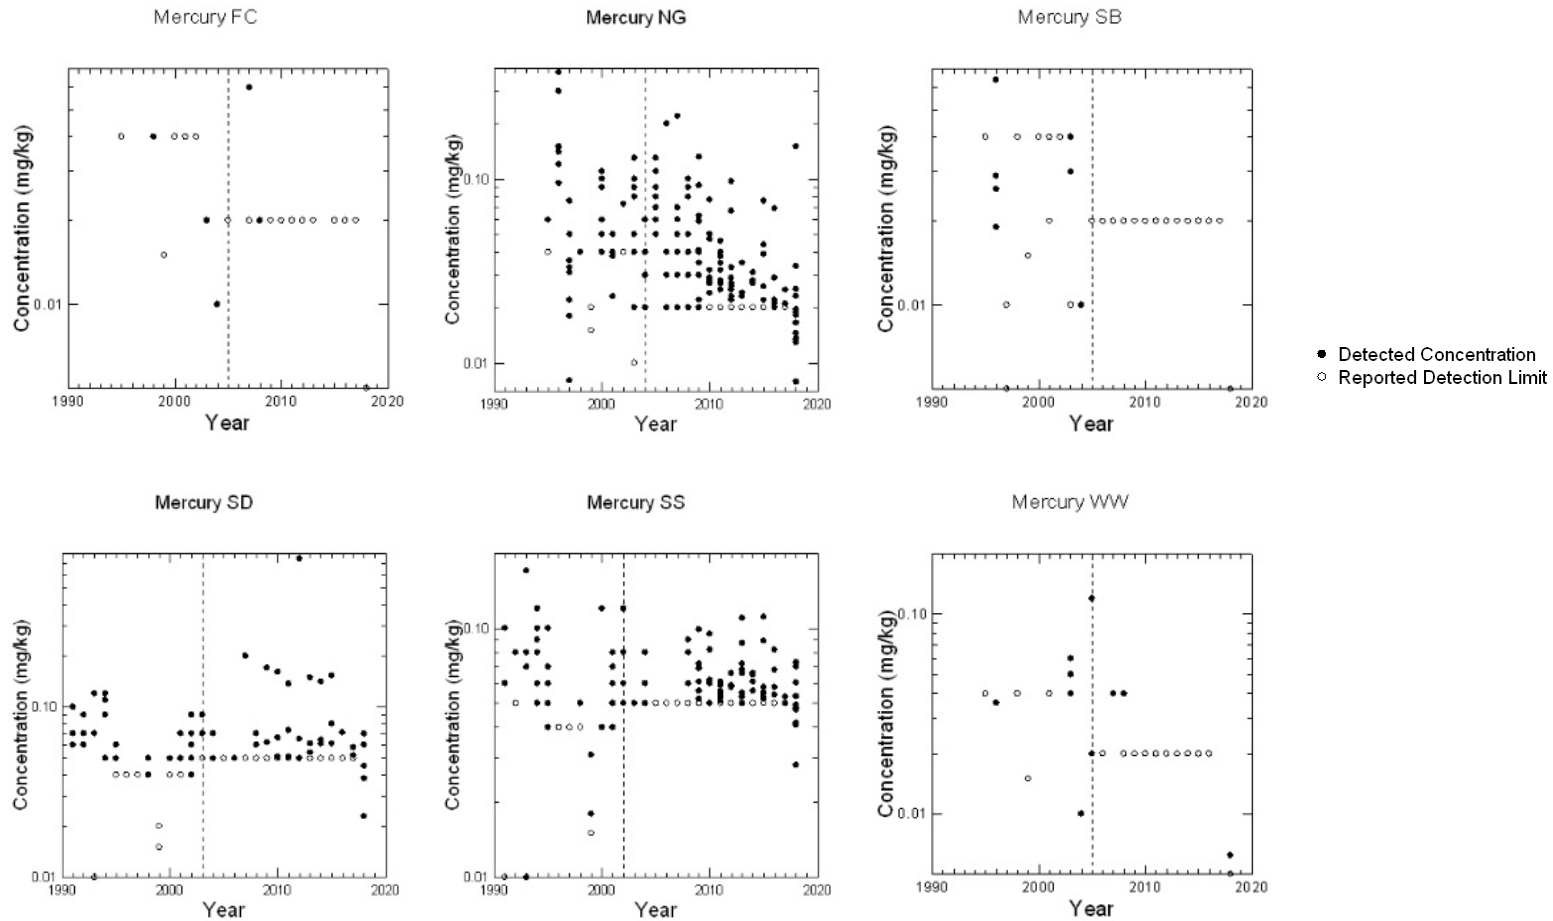 Mercury FC
Concentration (mg/kg)
0.01
1990 2000 2010 2020
Year
Mercury NG
Concentration (mg/kg)
0.10
0.01
1990 2000 2010 2020
Year
Mercury SB
Concentration (mg/kg)
0.01
1990 2000 2010 2020
Year
Detected Concentration
Reported Detection Limit
Mercury SD
Concentration (mg/kg)
0.10
0.01
1990 2000 2010 2020
Year
Mercury SS
Concentration (mg/kg)
0.10
0.01
1990 2000 2010 2020
Year
Mercury WW
Concentration (mg/kg)
0.10
0.01
1990 2000 2010 2020
Year